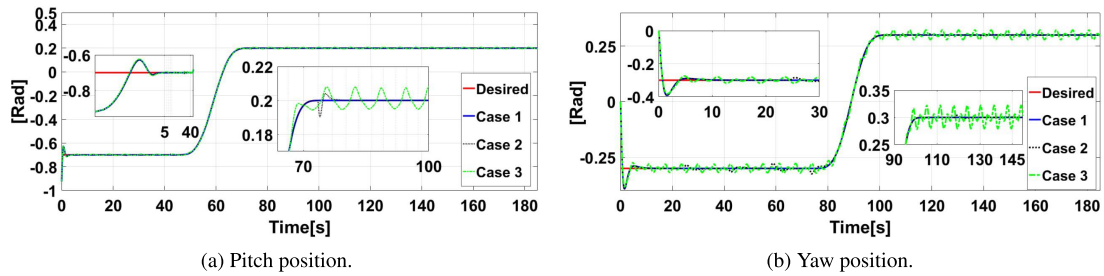 0.5
0.4
0.2
0
-0.2
-0.4
-0.6
-0.8
-1
[Rad]
-0.6
-0.8
5 40
0.22
0.2
0.18
70 100
Desired
Case 1
Case 2
Case 3
0 20 40 60 80 100 120 140 160 180
Time[s]
(a) Pitch position.
0.25
0
-0.25
[Rad]
0
-0.2
-0.4
0 10 20 30
0.35
0.3
0.25
95 110 130 145
Desired
Case 1
Case 2
Case 3
0 20 40 60 80 100 120 140 160 180
Time[s]
(b) Yaw position.